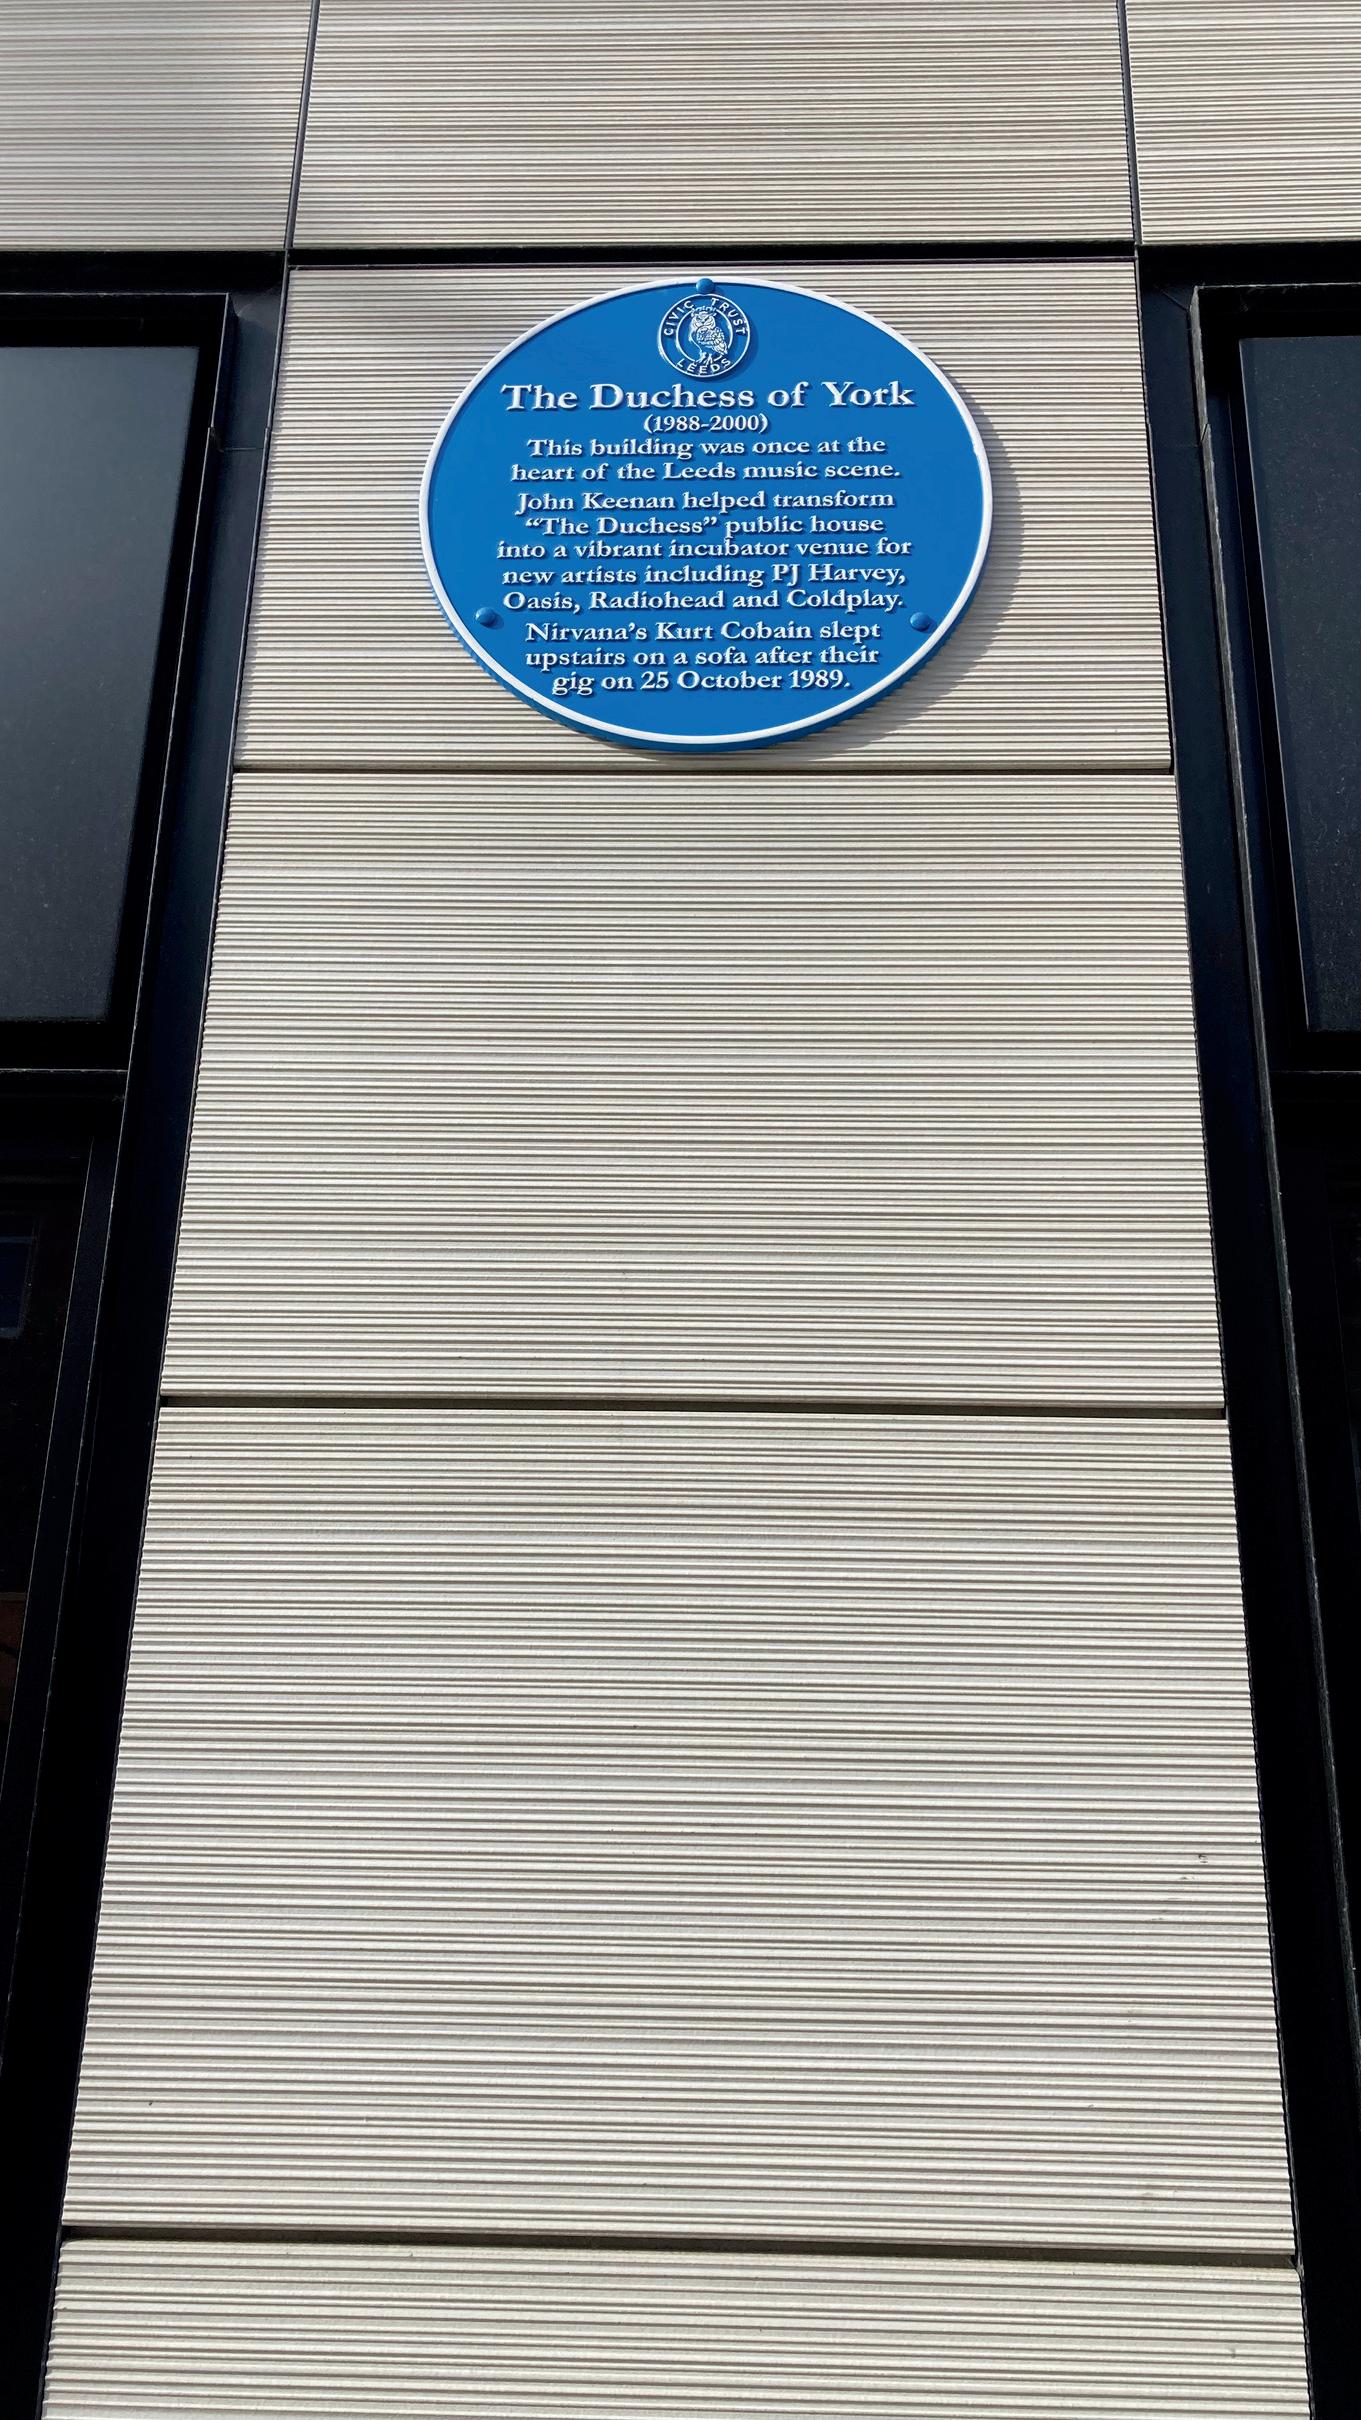 CIVIC TRUST
LEEDS
The Duchess of York
(1988-2000)
This building was once at the
heart of the Leeds music scene.
John Keenan helped transform
“The Duchess” public house
into a vibrant incubator venue for
new artists including PJ Harvey,
Oasis, Radiohead and Coldplay.
Nirvana’s Kurt Cobain slept
upstairs on a sofa after their
gig on 25 October 1989.